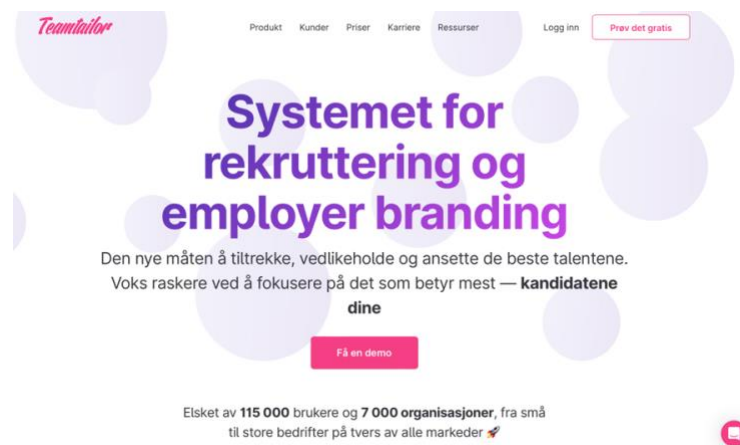 Teamtailor
Produkt Kunder Priser Karriere Ressurser Logg inn Prøv det gratis
Systemet for
rekruttering og
employer branding
Den nye måten å tiltrekke, vedlikeholde og ansette de beste talentene.
Voks raskere ved å fokusere på det som betyr mest — kandidatene
dine
Få en demo
Elsket av 115 000 brukere og 7 000 organisasjoner, fra små
til store bedrifter på tvers av alle markeder 🚀